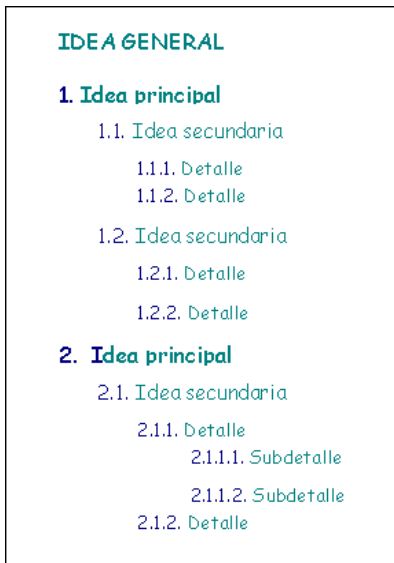 IDEA GENERAL
1. Idea principal
1.1. Idea secundaria
1.1.1. Detalle
1.1.2. Detalle
1.2. Idea secundaria
1.2.1. Detalle
1.2.2. Detalle
2. Idea principal
2.1. Idea secundaria
2.1.1. Detalle
2.1.1.1. Subdetalle
2.1.1.2. Subdetalle
2.1.2. Detalle